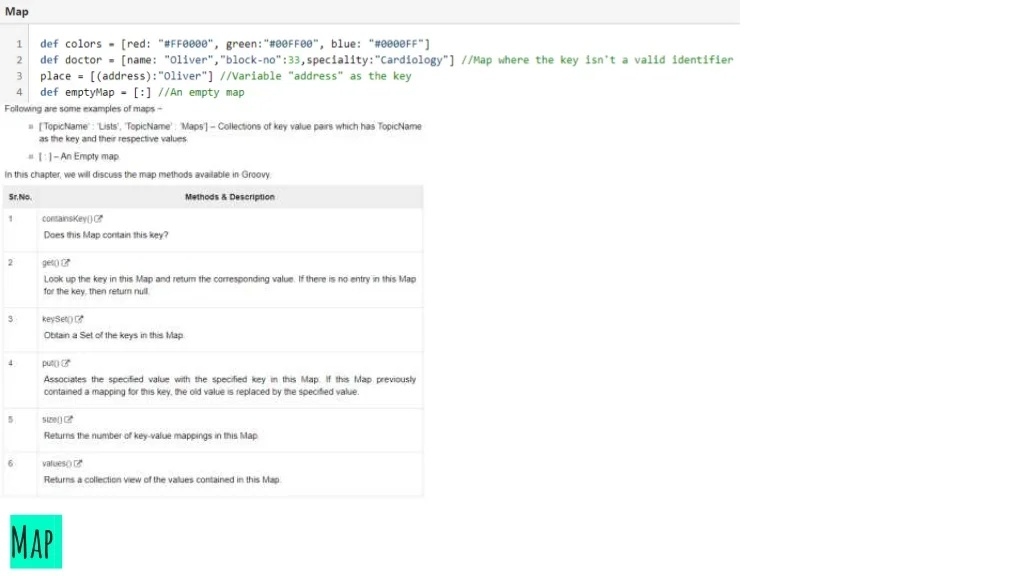 Map
1 def colors = [red: "#FF0000", green:"#00FF00", blue: "#0000FF"]
2 def doctor = [name: "Oliver","block-no":33,speciality:"Cardiology"] //Map where the key isn't a valid identifier
3 place = [(address):"Oliver"] //Variable "address" as the key
4 def emptyMap = [:] //An empty map
Following are some examples of maps −
['TopicName' : 'Lists', 'TopicName' : 'Maps'] – Collections of key value pairs which has TopicName
as the key and their respective values.
[ : ] – An Empty map.
In this chapter, we will discuss the map methods available in Groovy.
Sr.No. Methods & Description
1 containsKey()
Does this Map contain this key?
2 get()
Look up the key in this Map and return the corresponding value. If there is no entry in this Map
for the key, then return null.
3 keySet()
Obtain a Set of the keys in this Map.
4 put()
Associates the specified value with the specified key in this Map. If this Map previously
contained a mapping for this key, the old value is replaced by the specified value.
5 size()
Returns the number of key-value mappings in this Map.
6 values()
Returns a collection view of the values contained in this Map.
MAP